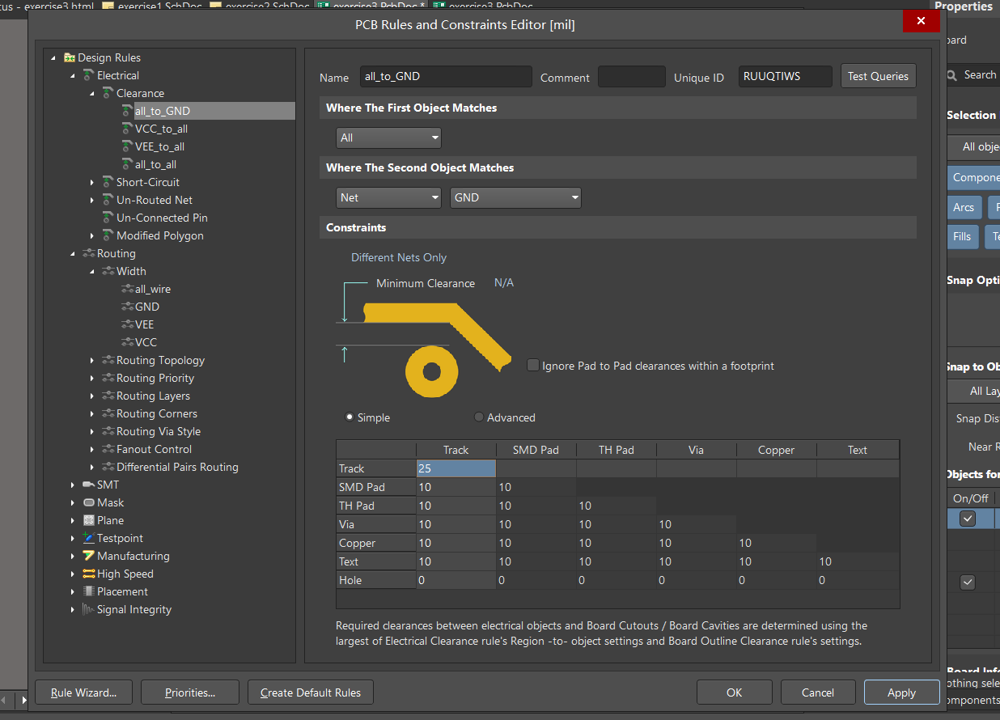 tus - exercise3.html exercise1.SchDoc exercise2.SchDoc exercise3.PcbDoc * exercise3.PcbDoc Properties
PCB Rules and Constraints Editor [mil]
Design Rules
Electrical
Clearance
all_to_GND
VCC_to_all
VEE_to_all
all_to_all
Short-Circuit
Un-Routed Net
Un-Connected Pin
Modified Polygon
Routing
Width
all_wire
GND
VEE
VCC
Routing Topology
Routing Priority
Routing Layers
Routing Corners
Routing Via Style
Fanout Control
Differential Pairs Routing
SMT
Mask
Plane
Testpoint
Manufacturing
High Speed
Placement
Signal Integrity
Name all_to_GND Comment Unique ID RUUQTIWS Test Queries
Where The First Object Matches
All
Where The Second Object Matches
Net GND
Constraints
Different Nets Only
Minimum Clearance N/A
Ignore Pad to Pad clearances within a footprint
Simple Advanced
Track SMD Pad TH Pad Via Copper Text
Track 25
SMD Pad 10 10
TH Pad 10 10 10
Via 10 10 10 10
Copper 10 10 10 10 10
Text 10 10 10 10 10 10
Hole 0 0 0 0 0 0
Required clearances between electrical objects and Board Cutouts / Board Cavities are determined using the
largest of Electrical Clearance rule's Region -to- object settings and Board Outline Clearance rule's settings.
Rule Wizard... Priorities... Create Default Rules OK Cancel Apply
oard
Search
Selection
All obje
Compone
Arcs
Fills Te
Snap Opti
Snap to Ob
All Lay
Snap Dis
Near R
Objects for
On/Off
Board Inf
othing sele
omponents